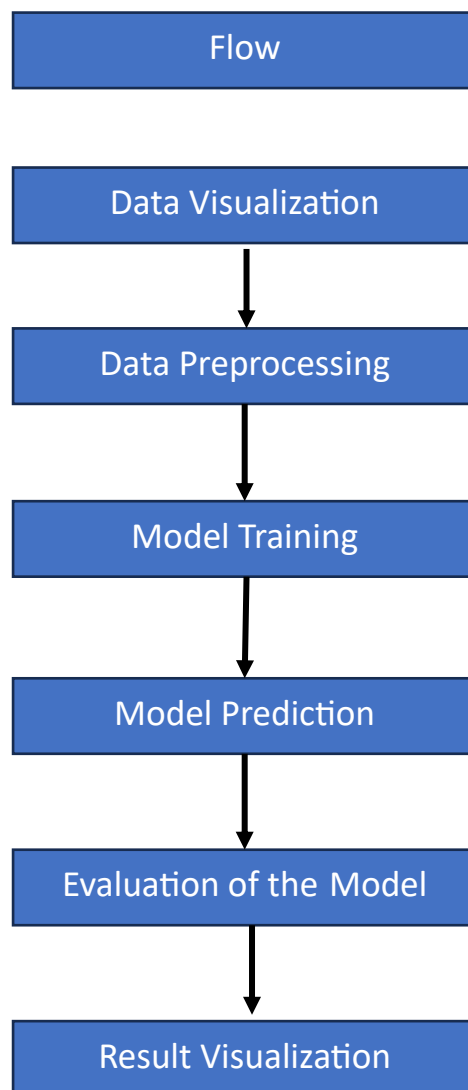 Flow
Data Visualization
Data Preprocessing
Model Training
Model Prediction
Evaluation of the Model
Result Visualization